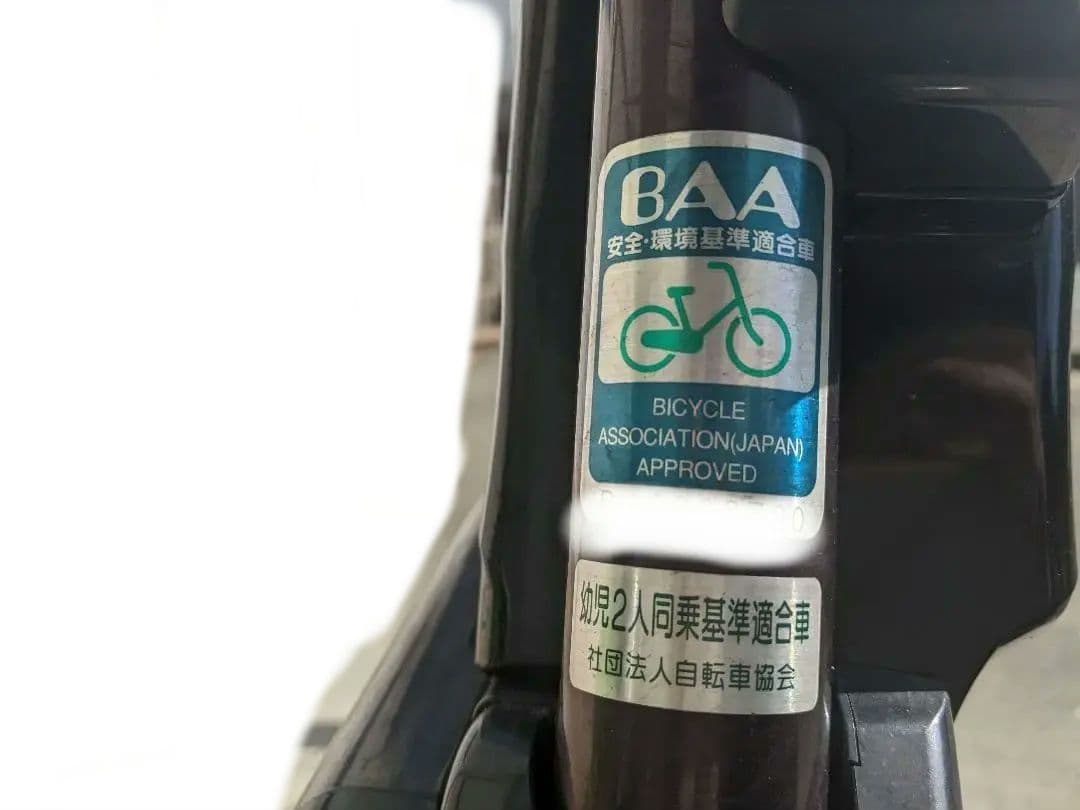 BAA
安全・環境基準適合車
BICYCLE
ASSOCIATION(JAPAN)
APPROVED
幼児2人同乗基準適合車
社団法人自転車協会